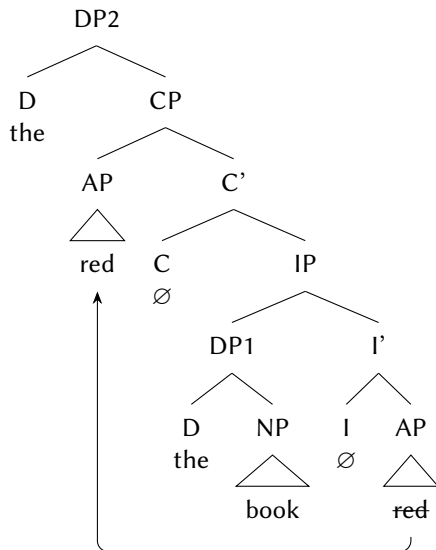 DP2
D CP
the
AP C'
red C IP
∅
DP1 I'
D NP I AP
the ∅
book red